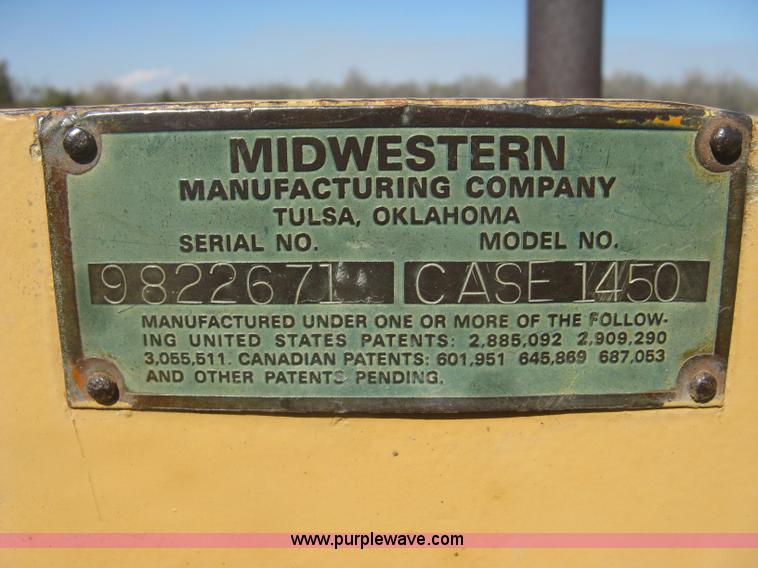 MIDWESTERN
MANUFACTURING COMPANY
TULSA, OKLAHOMA
SERIAL NO. MODEL NO.
9822671 CASE 1450
MANUFACTURED UNDER ONE OR MORE OF THE FOLLOW-
ING UNITED STATES PATENTS: 2,885,092 2,909,290
3,055,511. CANADIAN PATENTS: 601,951 645,869 687,053
AND OTHER PATENTS PENDING.
www.purplewave.com